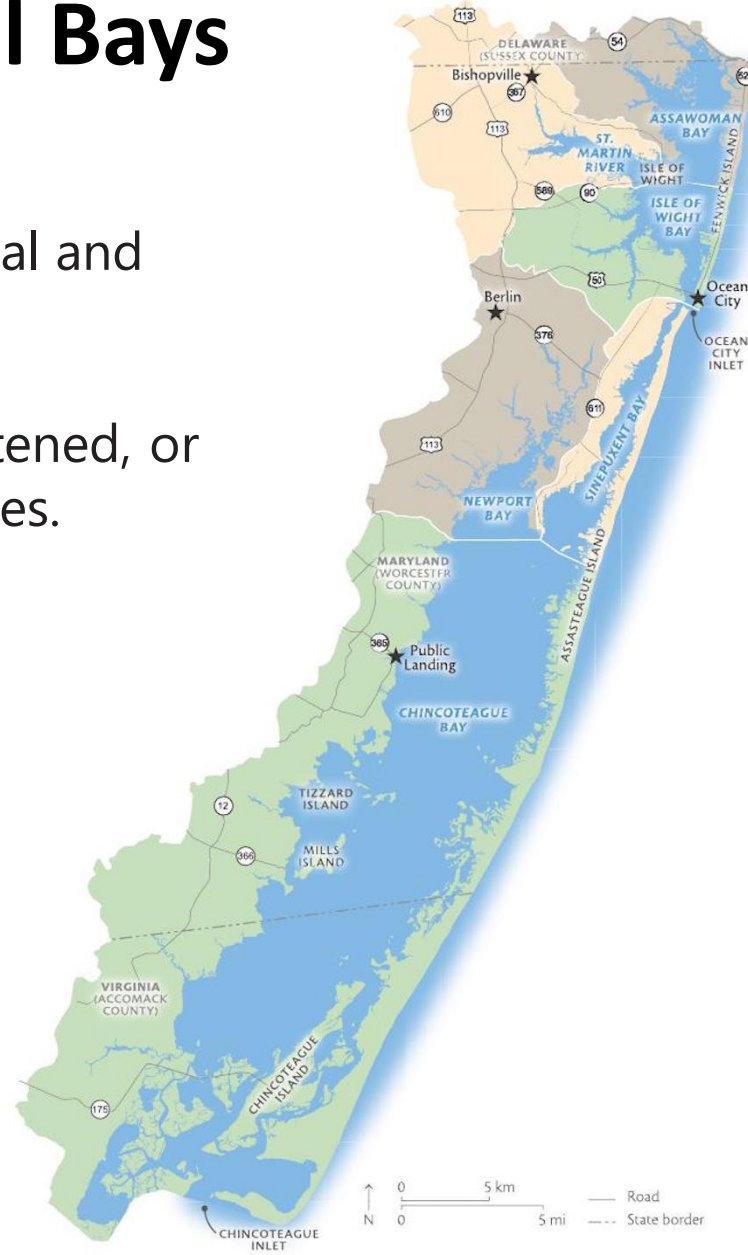 l Bays
al and
tened, or
es.
113
54
DELAWARE
(SUSSEX COUNTY)
Bishopville
367
610
113
ASSAWOMAN
BAY
ST.
MARTIN
RIVER
ISLE OF
WIGHT
FENWICK ISLAND
589
90
ISLE OF
WIGHT
BAY
50
Ocean
City
Berlin
376
OCEAN
CITY
INLET
611
113
SINEPUXENT BAY
NEWPORT
BAY
MARYLAND
(WORCESTER
COUNTY)
ASSATEAGUE ISLAND
365
Public
Landing
CHINCOTEAGUE
BAY
TIZZARD
ISLAND
12
MILLS
ISLAND
366
VIRGINIA
(ACCOMACK
COUNTY)
CHINCOTEAGUE
ISLAND
175
CHINCOTEAGUE
INLET
N
0 5 km
0 5 mi
Road
State border